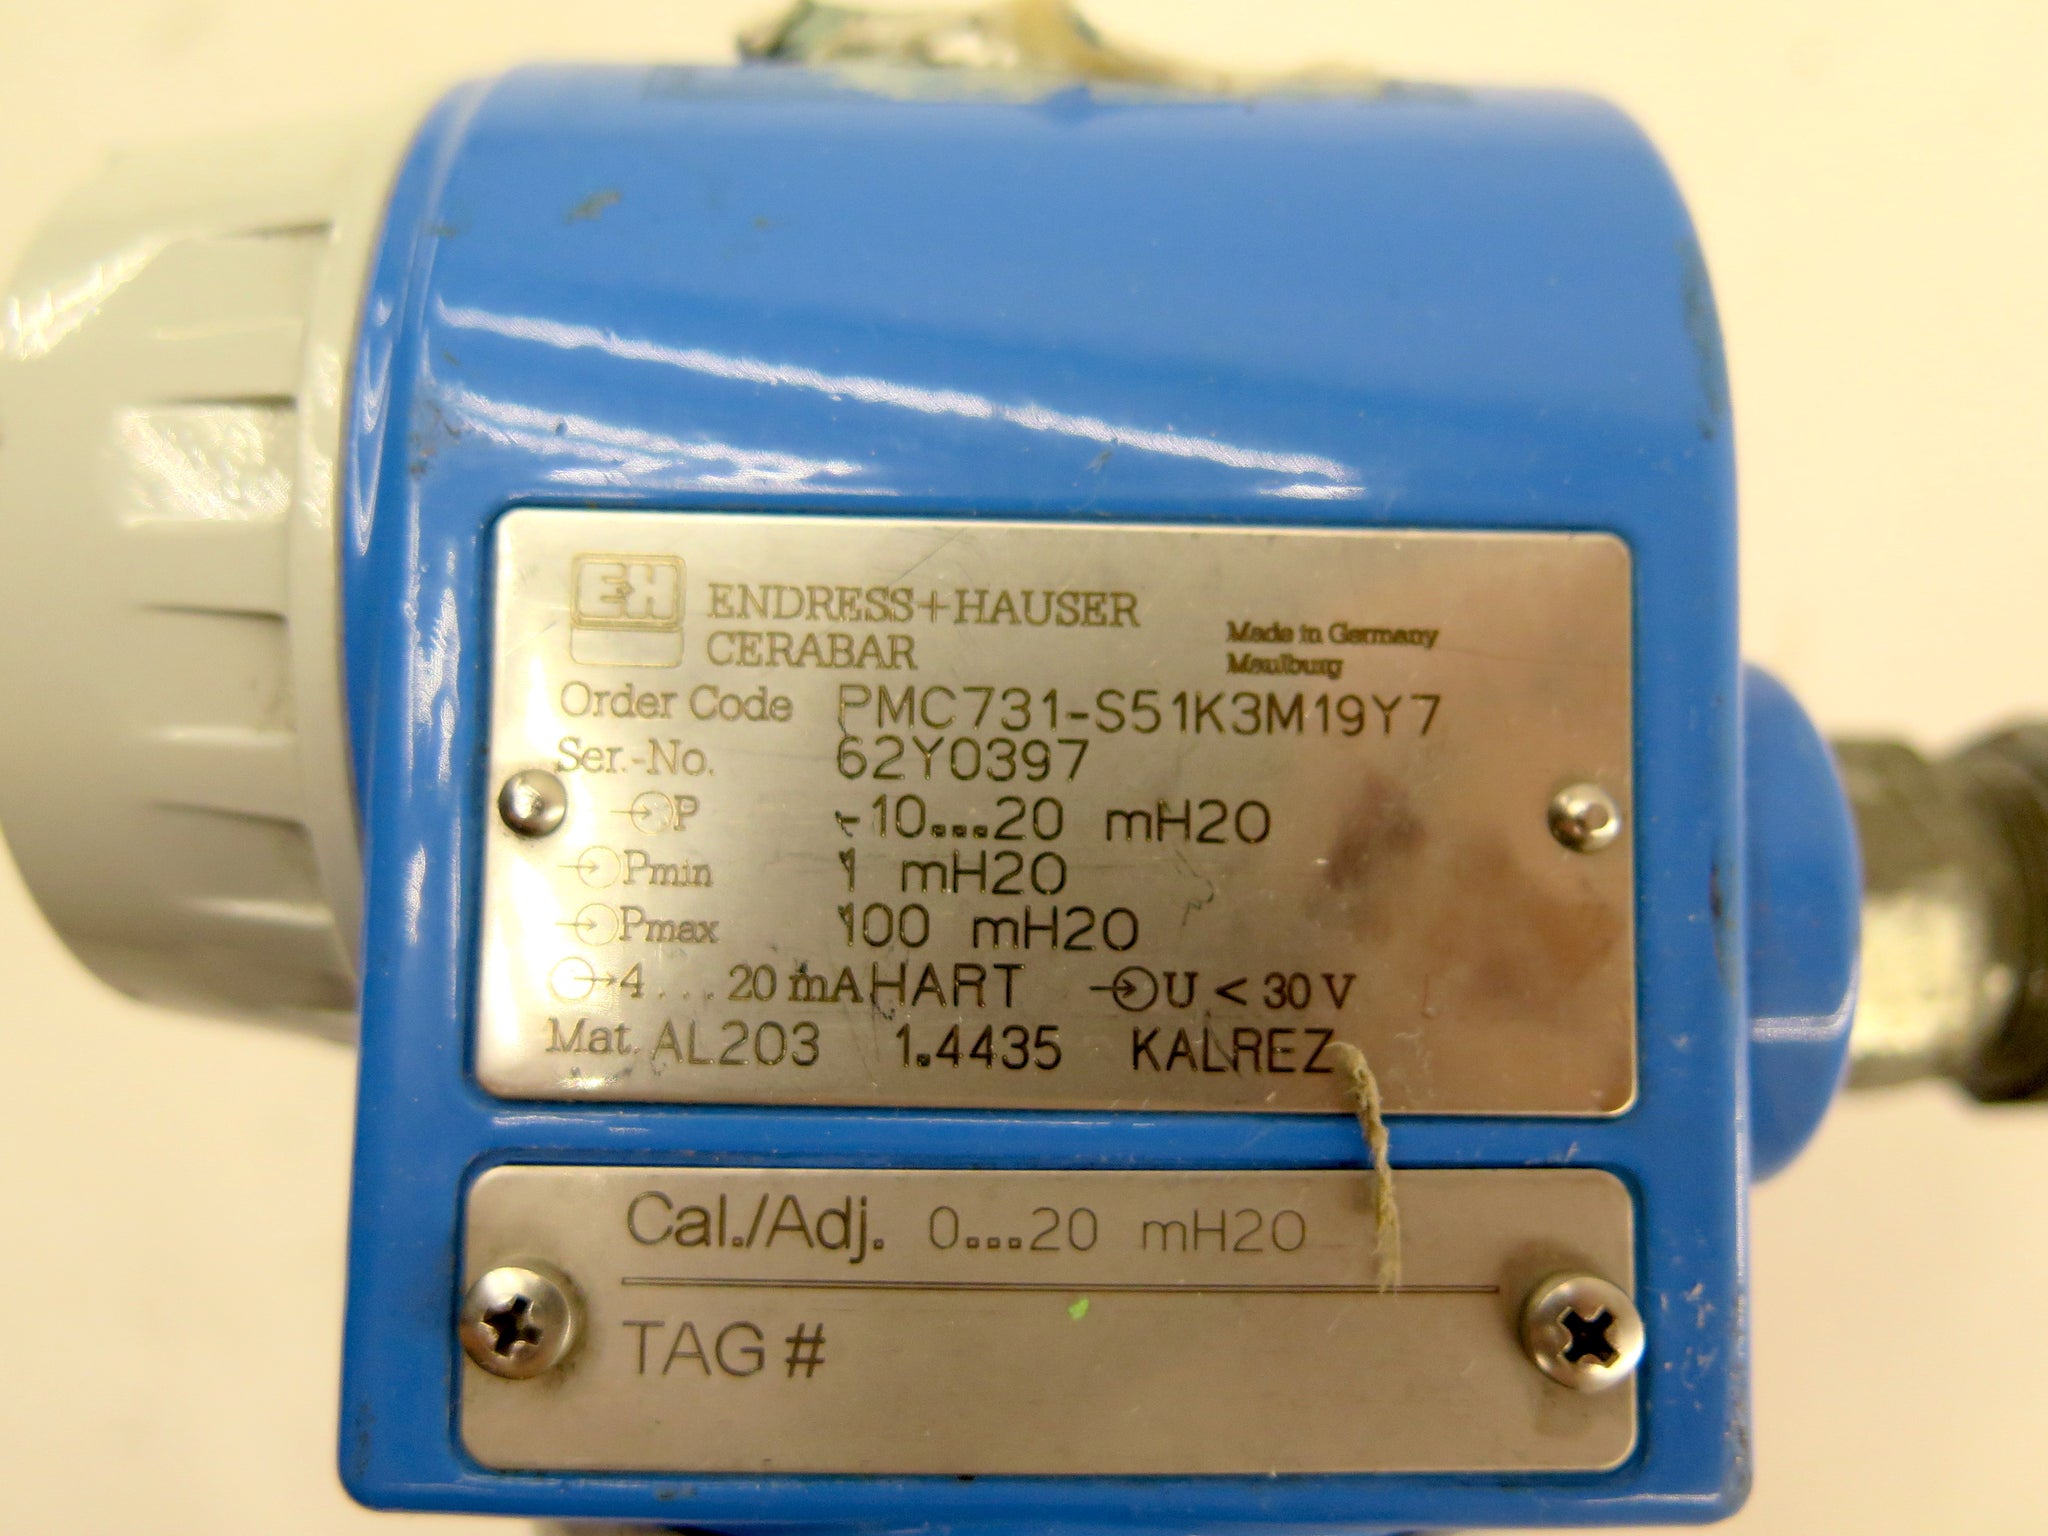 E+H ENDRESS+HAUSER
CERABAR
Made in Germany
Maulburg
Order Code PMC731-S51K3M19Y7
Ser.-No. 62Y0397
P -10...20 mH2O
Pmin 1 mH2O
Pmax 100 mH2O
4 ... 20 mA HART U < 30 V
Mat. AL203 1.4435 KALREZ
Cal./Adj. 0...20 mH2O
TAG #